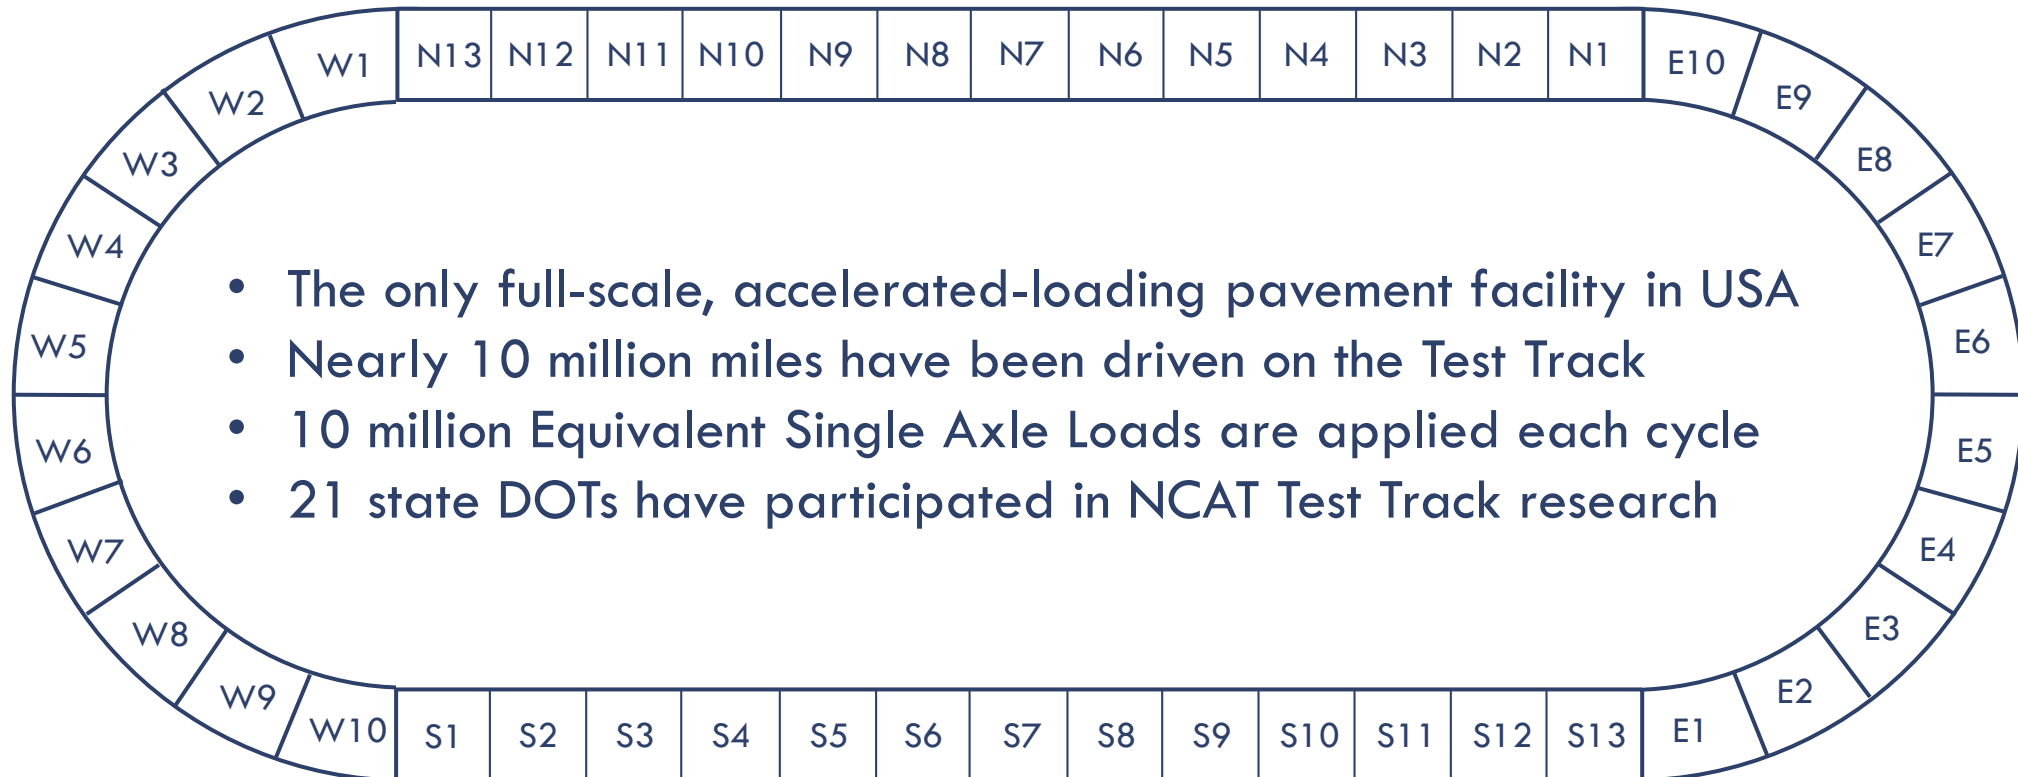 W1 N13 N12 N11 N10 N9 N8 N7 N6 N5 N4 N3 N2 N1 E10
W2 E9
W3 E8
W4 E7
• The only full-scale, accelerated-loading pavement facility in USA
W5 E6
• Nearly 10 million miles have been driven on the Test Track
• 10 million Equivalent Single Axle Loads are applied each cycle
W6 E5
• 21 state DOTs have participated in NCAT Test Track research
W7 E4
W8 E3
W9 E2
W10 S1 S2 S3 S4 S5 S6 S7 S8 S9 S10 S11 S12 S13 E1